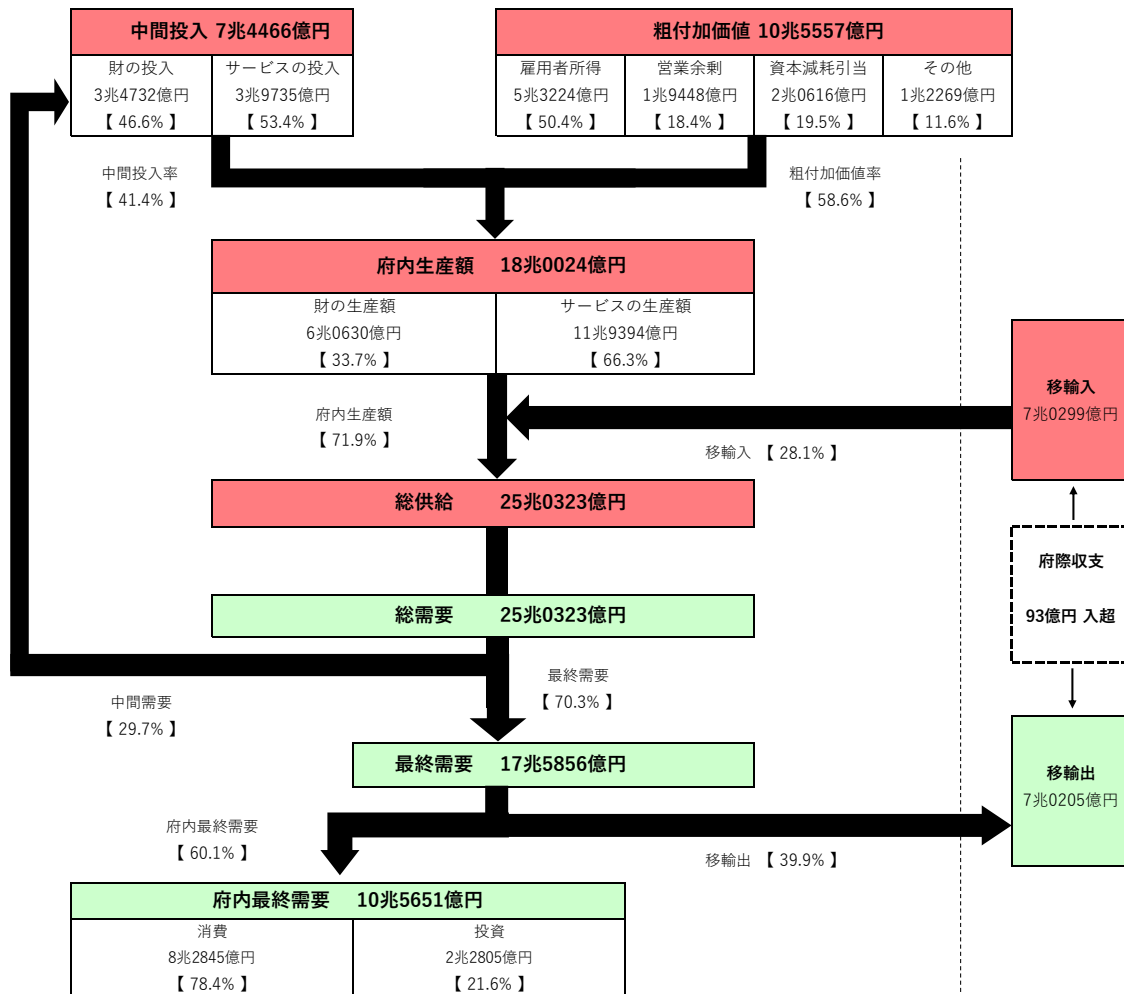 中間投入 7兆4466億円
財の投入
3兆4732億円
【 46.6% 】
サービスの投入
3兆9735億円
【 53.4% 】
粗付加価値 10兆5557億円
雇用者所得
5兆3224億円
【 50.4% 】
営業余剰
1兆9448億円
【 18.4% 】
資本減耗引当
2兆0616億円
【 19.5% 】
その他
1兆2269億円
【 11.6% 】
中間投入率
【 41.4% 】
粗付加価値率
【 58.6% 】
府内生産額 18兆0024億円
財の生産額
6兆0630億円
【 33.7% 】
サービスの生産額
11兆9394億円
【 66.3% 】
移輸入
7兆0299億円
府内生産額
【 71.9% 】
移輸入 【 28.1% 】
総供給 25兆0323億円
府際収支
93億円 入超
総需要 25兆0323億円
最終需要
【 70.3% 】
中間需要
【 29.7% 】
最終需要 17兆5856億円
移輸出
7兆0205億円
府内最終需要
【 60.1% 】
移輸出 【 39.9% 】
府内最終需要 10兆5651億円
消費
8兆2845億円
【 78.4% 】
投資
2兆2805億円
【 21.6% 】